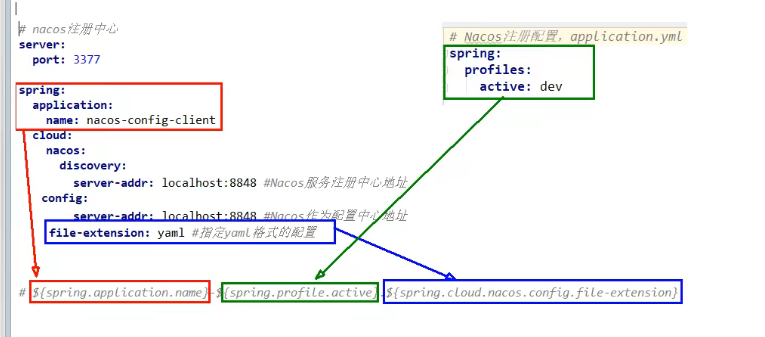 # nacos注册中心
server:
  port: 3377
spring:
  application:
    name: nacos-config-client
  cloud:
    nacos:
      discovery:
        server-addr: localhost:8848 #Nacos服务注册中心地址
    config:
        server-addr: localhost:8848 #Nacos作为配置中心地址
    file-extension: yaml #指定yaml格式的配置
# ${spring.application.name}-${spring.profile.active}.${spring.cloud.nacos.config.file-extension}
# Nacos注册配置，application.yml
spring:
  profiles:
    active: dev